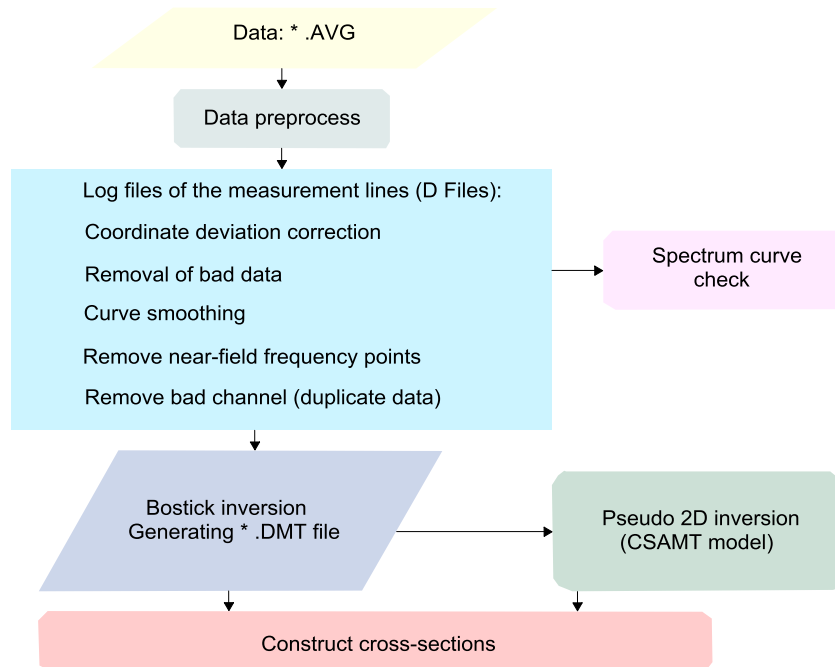 Data: * .AVG
Data preprocess
Log files of the measurement lines (D Files):
Coordinate deviation correction
Removal of bad data
Curve smoothing
Remove near-field frequency points
Remove bad channel (duplicate data)
Spectrum curve
check
Bostick inversion
Generating * .DMT file
Pseudo 2D inversion
(CSAMT model)
Construct cross-sections